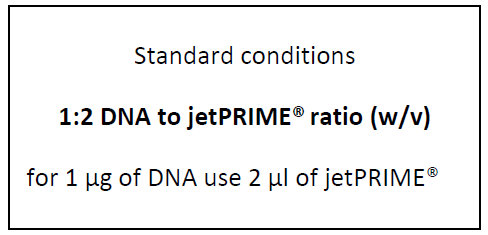 Standard conditions
1:2 DNA to jetPRIME® ratio (w/v)
for 1 µg of DNA use 2 µl of jetPRIME®